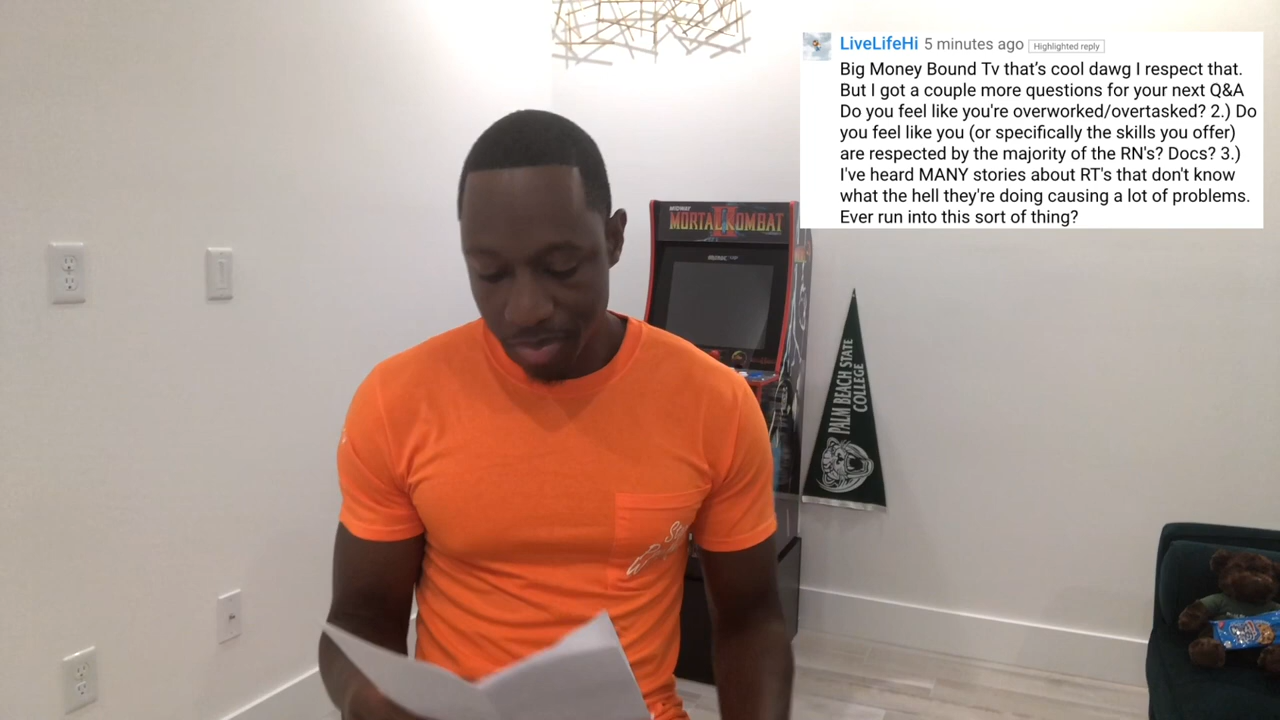 LiveLifeHi 5 minutes ago Highlighted reply
Big Money Bound Tv that's cool dawg I respect that.
But I got a couple more questions for your next Q&A
Do you feel like you're overworked/overtasked? 2.) Do
you feel like you (or specifically the skills you offer)
are respected by the majority of the RN's? Docs? 3.)
I've heard MANY stories about RT's that don't know
what the hell they're doing causing a lot of problems.
Ever run into this sort of thing?
MIDWAY
MORTAL KOMBAT
II
PALM BEACH STATE
COLLEGE